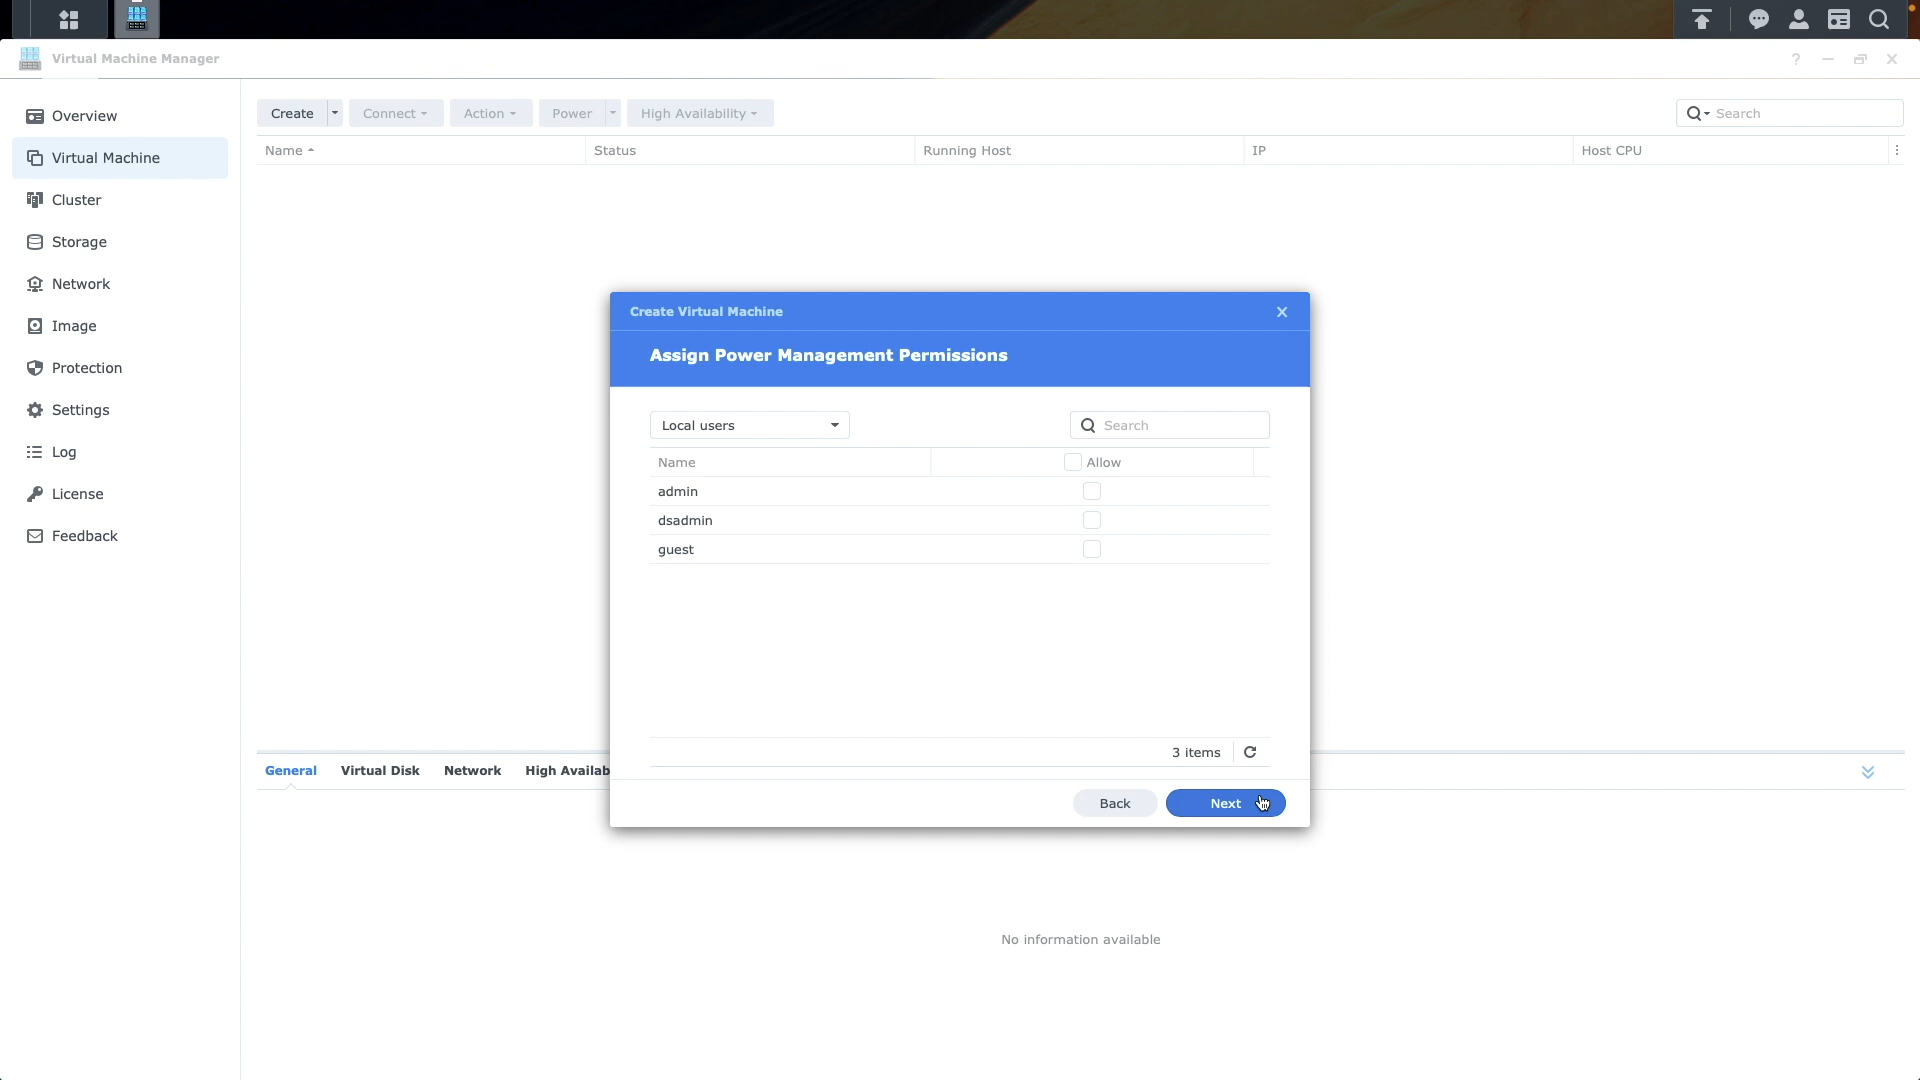 Virtual Machine Manager
?
Overview
Virtual Machine
Cluster
Storage
Network
Image
Protection
Settings
Log
License
Feedback
Create Connect Action Power High Availability Search
Name Status Running Host IP Host CPU
Create Virtual Machine
Assign Power Management Permissions
Local users Search
Name Allow
admin
dsadmin
guest
3 items
Back Next
General Virtual Disk Network High Availab
No information available